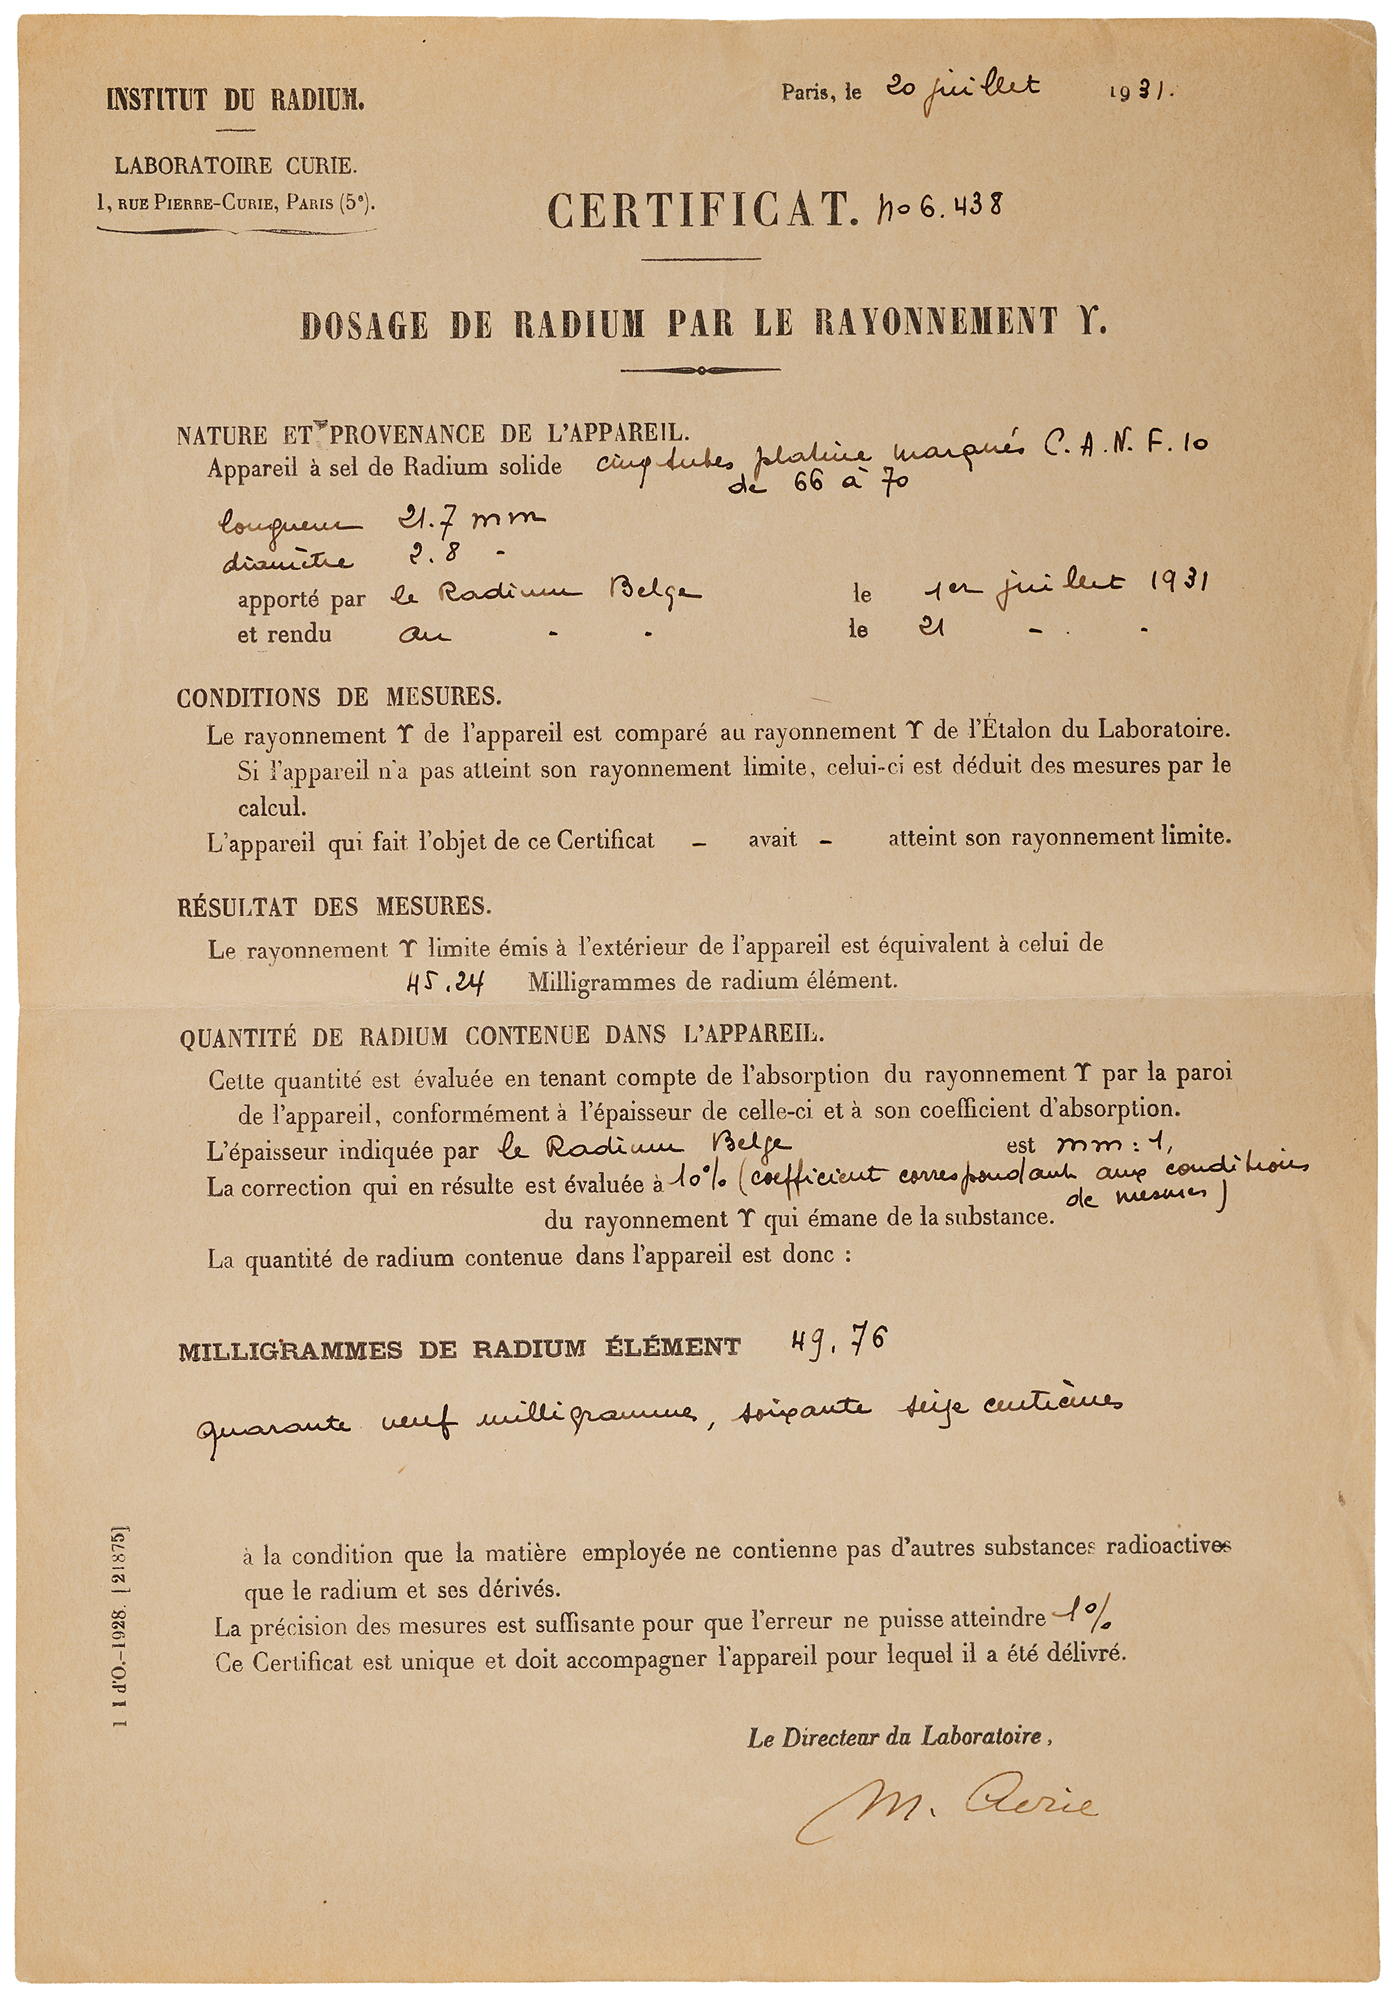 INSTITUT DU RADIUM.
LABORATOIRE CURIE.
1, RUE PIERRE-CURIE, PARIS (5e).
Paris, le 20 juillet 1931.
CERTIFICAT. No 6.438
DOSAGE DE RADIUM PAR LE RAYONNEMENT ϒ.
NATURE ET PROVENANCE DE L'APPAREIL.
Appareil à sel de Radium solide cinq tubes platine marqués C.A.N.F. 10
de 66 à 70
longueur 21.7 mm
diamètre 2.8 -
apporté par le Radium Belge le 1er juillet 1931
et rendu au - - le 21 - . -
CONDITIONS DE MESURES.
Le rayonnement ϒ de l'appareil est comparé au rayonnement ϒ de l'Étalon du Laboratoire.
Si l'appareil n'a pas atteint son rayonnement limite, celui-ci est déduit des mesures par le
calcul.
L'appareil qui fait l'objet de ce Certificat - avait - atteint son rayonnement limite.
RÉSULTAT DES MESURES.
Le rayonnement ϒ limite émis à l'extérieur de l'appareil est équivalent à celui de
45.24 Milligrammes de radium élément.
QUANTITÉ DE RADIUM CONTENUE DANS L'APPAREIL.
Cette quantité est évaluée en tenant compte de l'absorption du rayonnement ϒ par la paroi
de l'appareil, conformément à l'épaisseur de celle-ci et à son coefficient d'absorption.
L'épaisseur indiquée par le Radium Belge est mm: 1,
La correction qui en résulte est évaluée à 10% (coefficient correspondant aux conditions
de mesures)
du rayonnement ϒ qui émane de la substance.
La quantité de radium contenue dans l'appareil est donc :
MILLIGRAMMES DE RADIUM ÉLÉMENT 49.76
quarante neuf milligrammes, soixante seize centièmes
à la condition que la matière employée ne contienne pas d'autres substances radioactives
que le radium et ses dérivés.
La précision des mesures est suffisante pour que l'erreur ne puisse atteindre 1%
Ce Certificat est unique et doit accompagner l'appareil pour lequel il a été délivré.
Le Directeur du Laboratoire,
M. Curie
1 1 d'O.-1928. [21875]